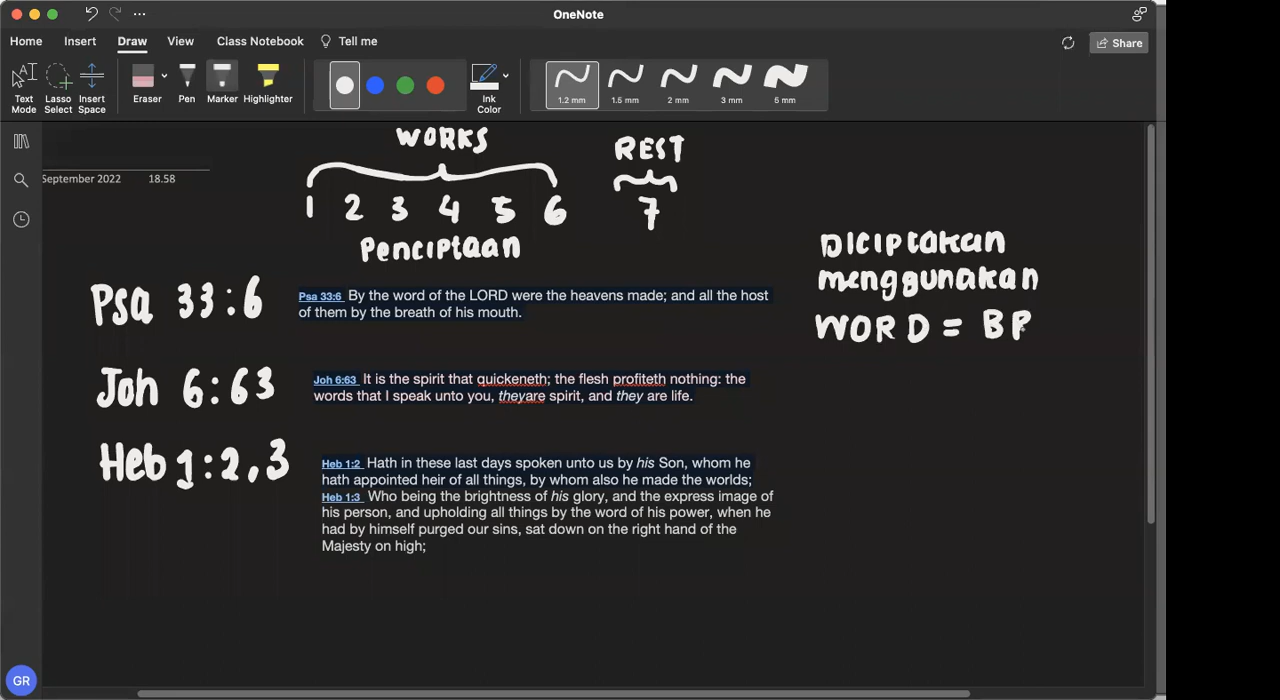 OneNote
Home Insert Draw View Class Notebook Tell me
Share
Text Mode
Lasso Select
Insert Space
Eraser
Pen
Marker
Highlighter
Ink Color
1.2 mm
1.5 mm
2 mm
3 mm
5 mm
September 2022 18.58
WORKS
REST
1 2 3 4 5 6
7
Penciptaan
DICIPTAKAN
menggunakan
WORD = BR
Psa 33:6
Psa 33:6 By the word of the LORD were the heavens made; and all the host
of them by the breath of his mouth.
Joh 6:63
Joh 6:63 It is the spirit that quickeneth; the flesh profiteth nothing: the
words that I speak unto you, theyare spirit, and they are life.
Heb 1:2,3
Heb 1:2 Hath in these last days spoken unto us by his Son, whom he
hath appointed heir of all things, by whom also he made the worlds;
Heb 1:3 Who being the brightness of his glory, and the express image of
his person, and upholding all things by the word of his power, when he
had by himself purged our sins, sat down on the right hand of the
Majesty on high;
GR